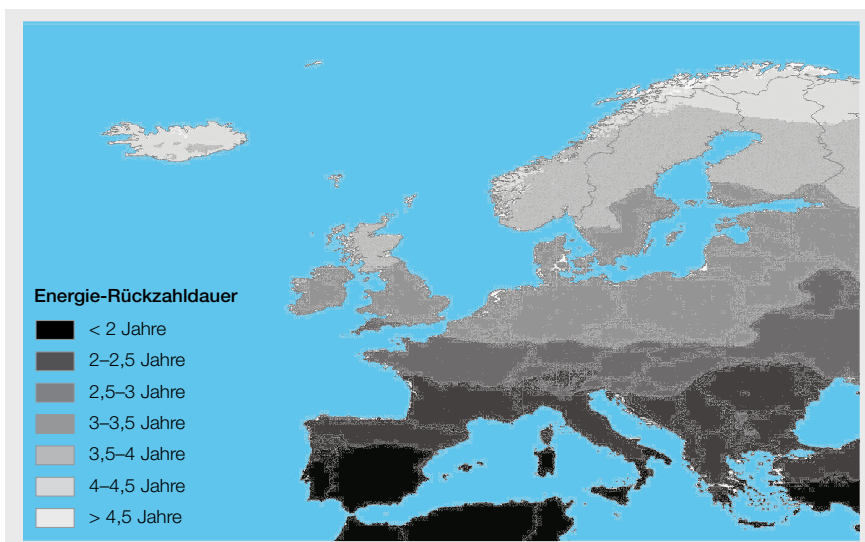 Energie-Rückzahldauer
< 2 Jahre
2–2,5 Jahre
2,5–3 Jahre
3–3,5 Jahre
3,5–4 Jahre
4–4,5 Jahre
> 4,5 Jahre